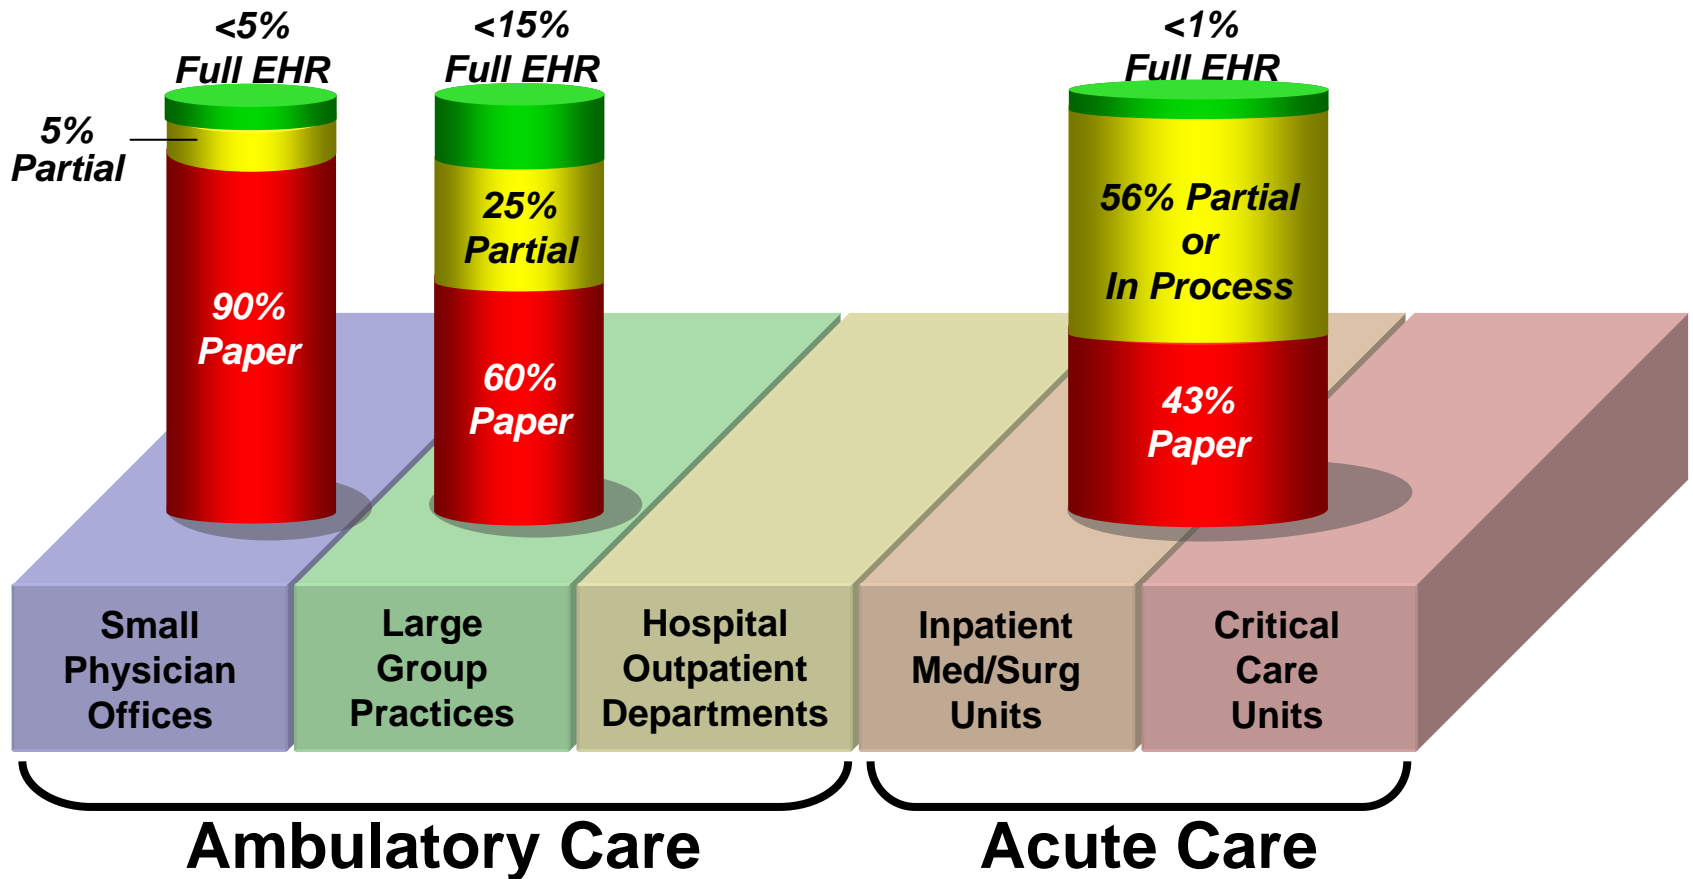 <5%
Full EHR
5%
Partial
90%
Paper
<15%
Full EHR
25%
Partial
60%
Paper
<1%
Full EHR
56% Partial
or
In Process
43%
Paper
Small
Physician
Offices
Large
Group
Practices
Hospital
Outpatient
Departments
Inpatient
Med/Surg
Units
Critical
Care
Units
Ambulatory Care
Acute Care